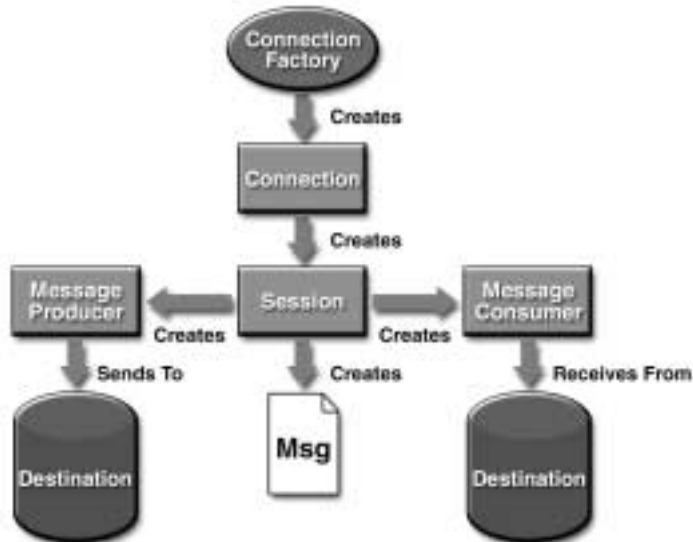 Connection
Factory
Creates
Connection
Creates
Message
Producer
Session
Message
Consumer
Creates
Creates
Sends To
Creates
Receives From
Msg
Destination
Destination